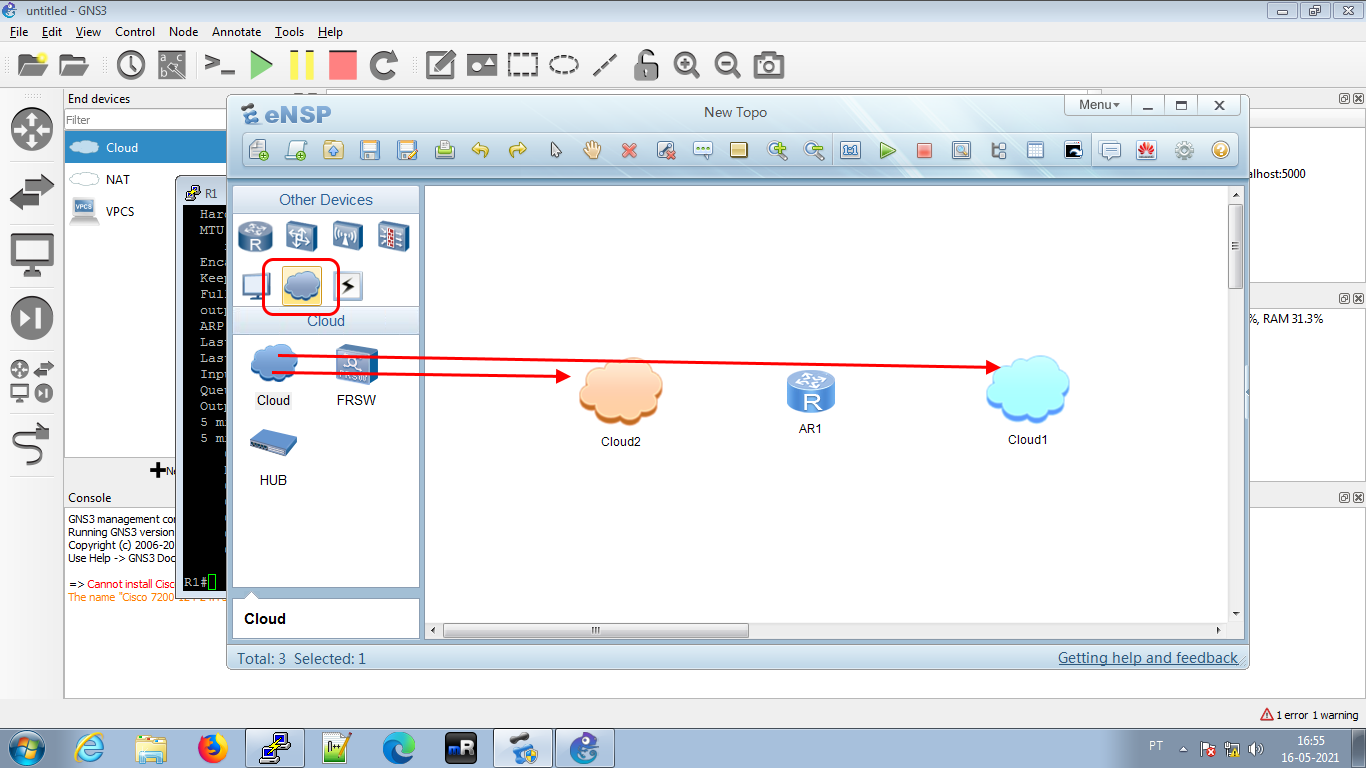 untitled - GNS3
File Edit View Control Node Annotate Tools Help
End devices
Filter
Cloud
NAT
VPCS
VPCS
R1
Hard
MTU
Enca
Keep
Full
outp
ARP
Last
Last
Inpu
Queu
Outp
5 m
5 m
R1#
Console
GNS3 management con
Running GNS3 version
Copyright (c) 2006-20
Use Help -> GNS3 Doc
=> Cannot install Cisc
The name "Cisco 7200
eNSP
New Topo
Menu
Other Devices
R
Cloud
Cloud
FRSW
FRSW
HUB
Cloud
Cloud2
R
AR1
Cloud1
Total: 3 Selected: 1
Getting help and feedback
alhost:5000
%, RAM 31.3%
1 error 1 warning
mR
PT
16:55
16-05-2021